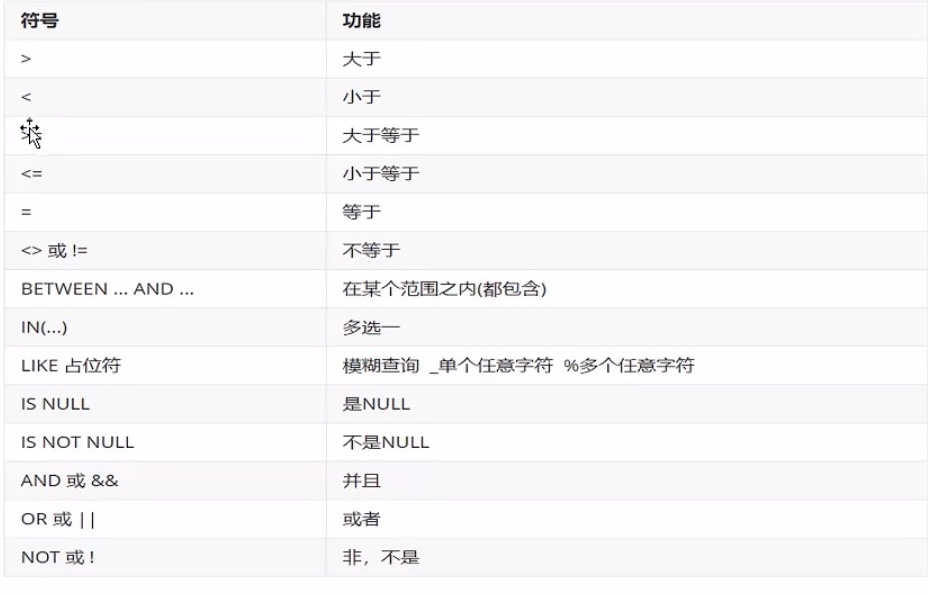 符号 功能
> 大于
< 小于
大于等于
<= 小于等于
= 等于
<> 或 != 不等于
BETWEEN ... AND ... 在某个范围之内(都包含)
IN(...) 多选一
LIKE 占位符 模糊查询 _单个任意字符 %多个任意字符
IS NULL 是NULL
IS NOT NULL 不是NULL
AND 或 && 并且
OR 或 || 或者
NOT 或 ! 非，不是